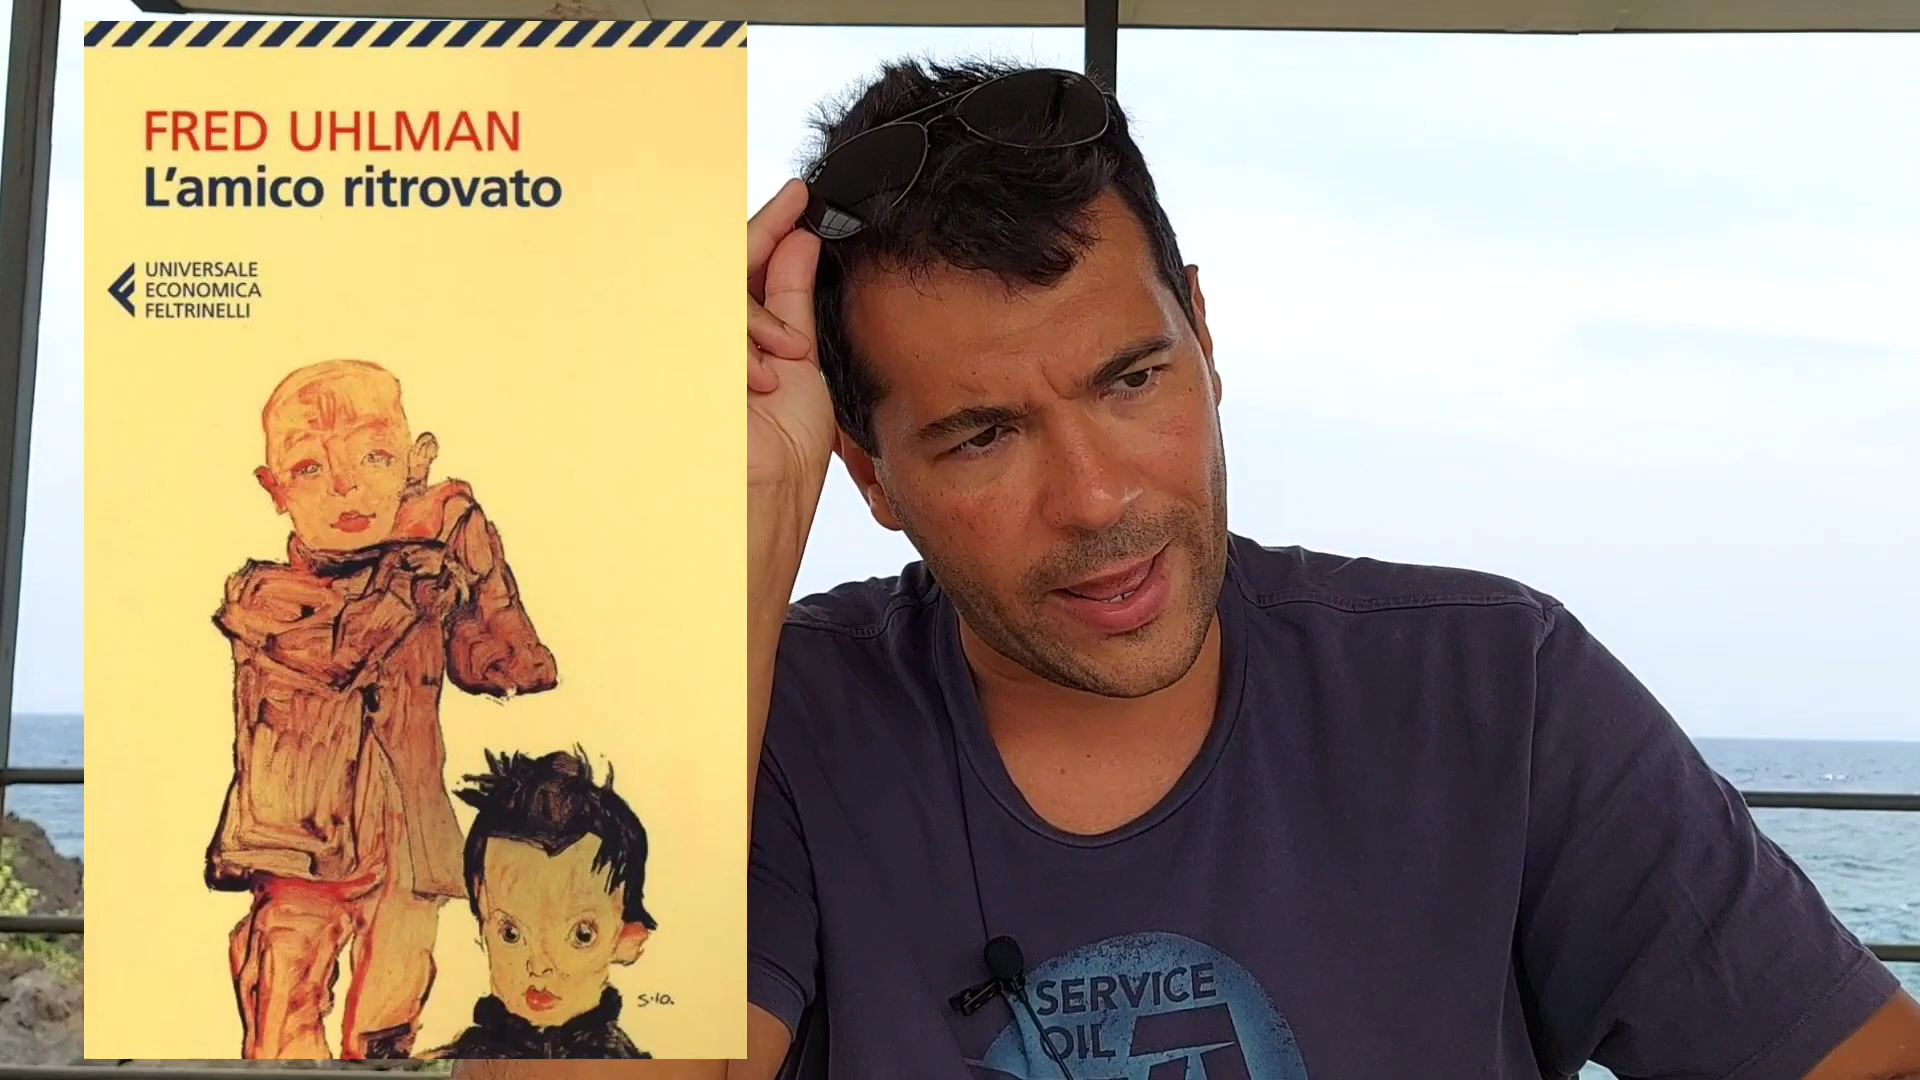 FRED UHLMAN
L'amico ritrovato
UNIVERSALE
ECONOMICA
FELTRINELLI
S·10.
SERVICE
OIL